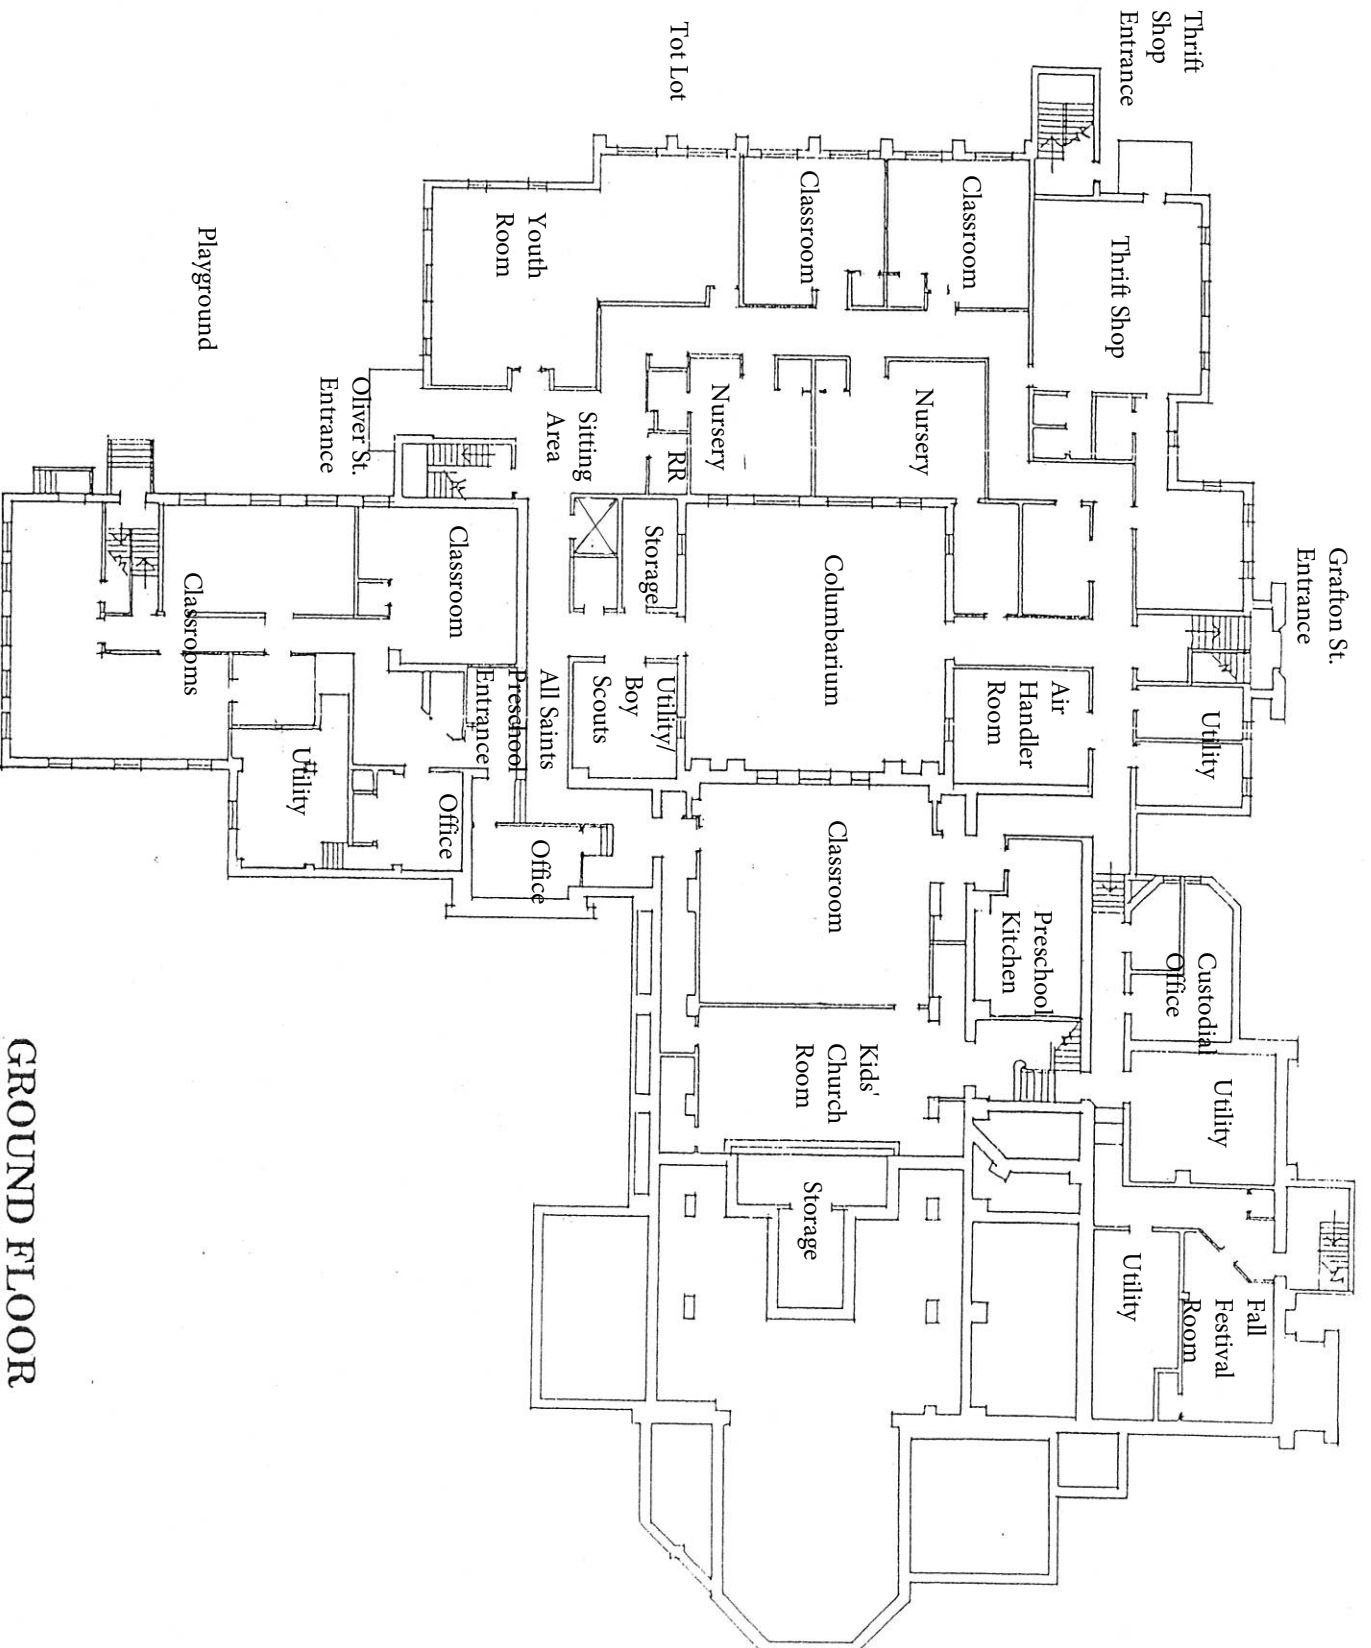 Grafton St.
Entrance
Thrift
Shop
Entrance
Fall
Festival
Room
Utility
Utility
Custodial
Office
Thrift Shop
Utility
Air
Handler
Room
Preschool
Kitchen
Classroom
Nursery
Kids'
Church
Room
Classroom
Columbarium
Classroom
Storage
Nursery
Tot Lot
RR
Storage
Utility/
Boy
Scouts
Sitting
Area
All Saints
Preschool
Entrance
Office
Youth
Room
Classroom
Office
Oliver St.
Entrance
Utility
Playground
Classrooms
GROUND FLOOR